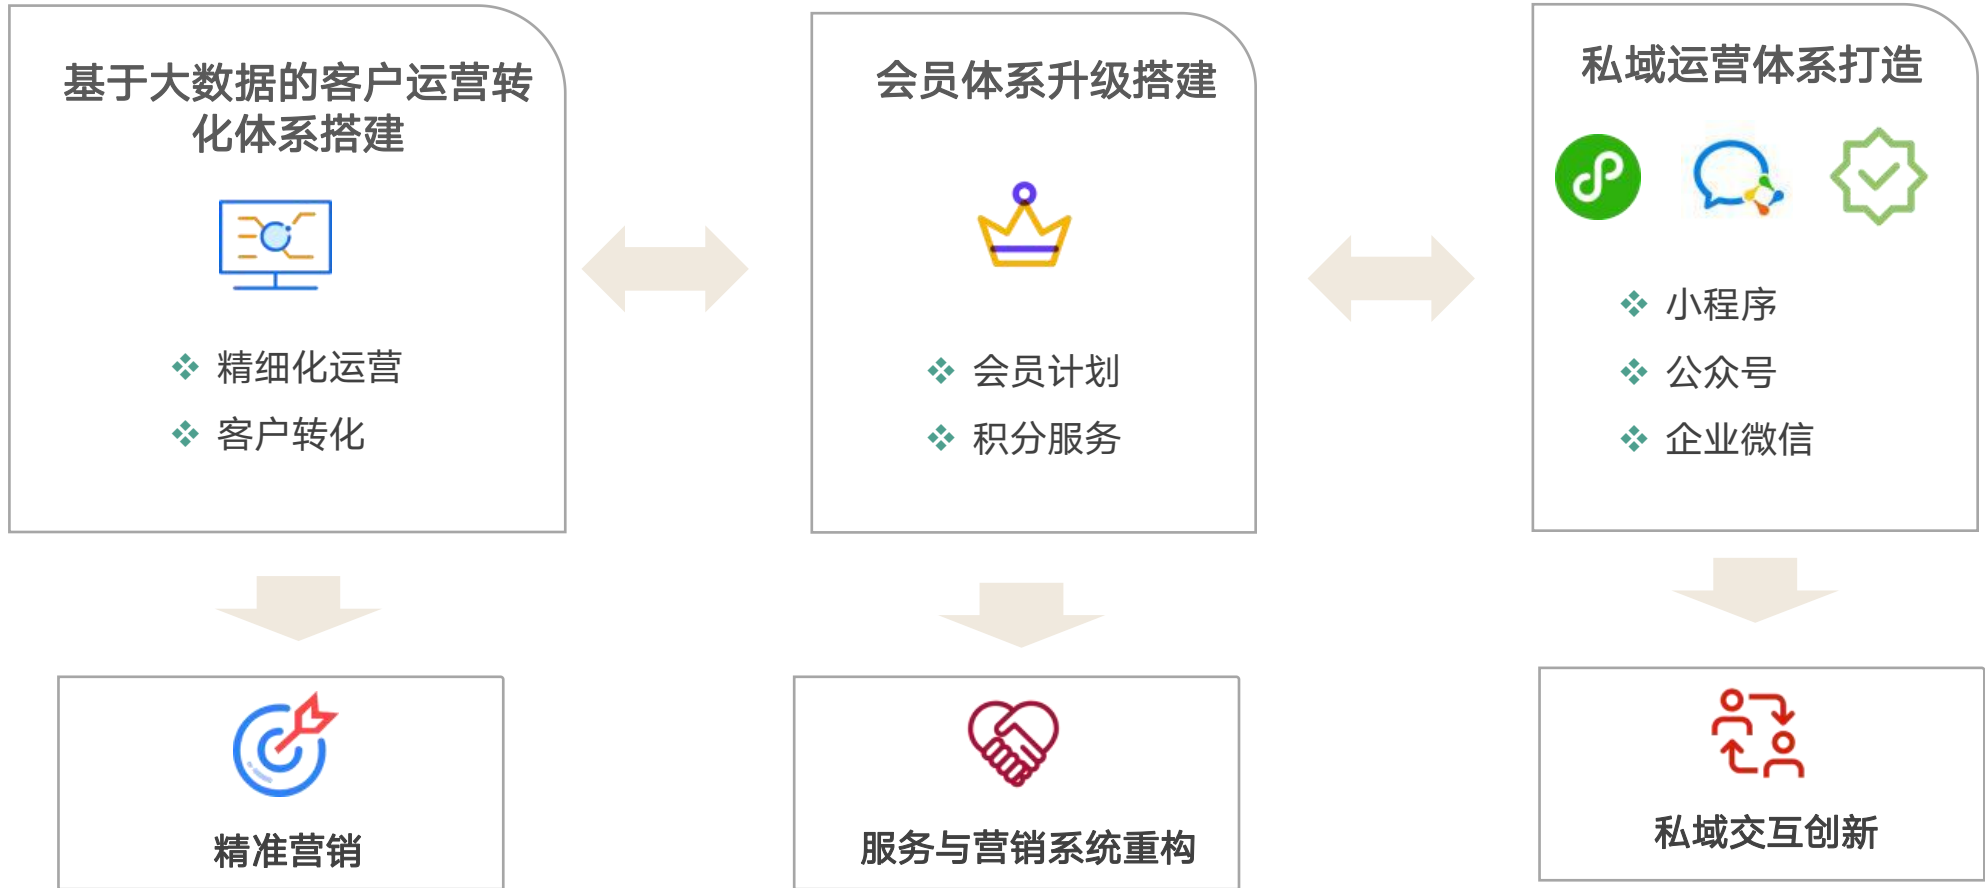 基于大数据的客户运营转
化体系搭建
精细化运营
客户转化
会员体系升级搭建
会员计划
积分服务
私域运营体系打造
小程序
公众号
企业微信
精准营销
服务与营销系统重构
私域交互创新